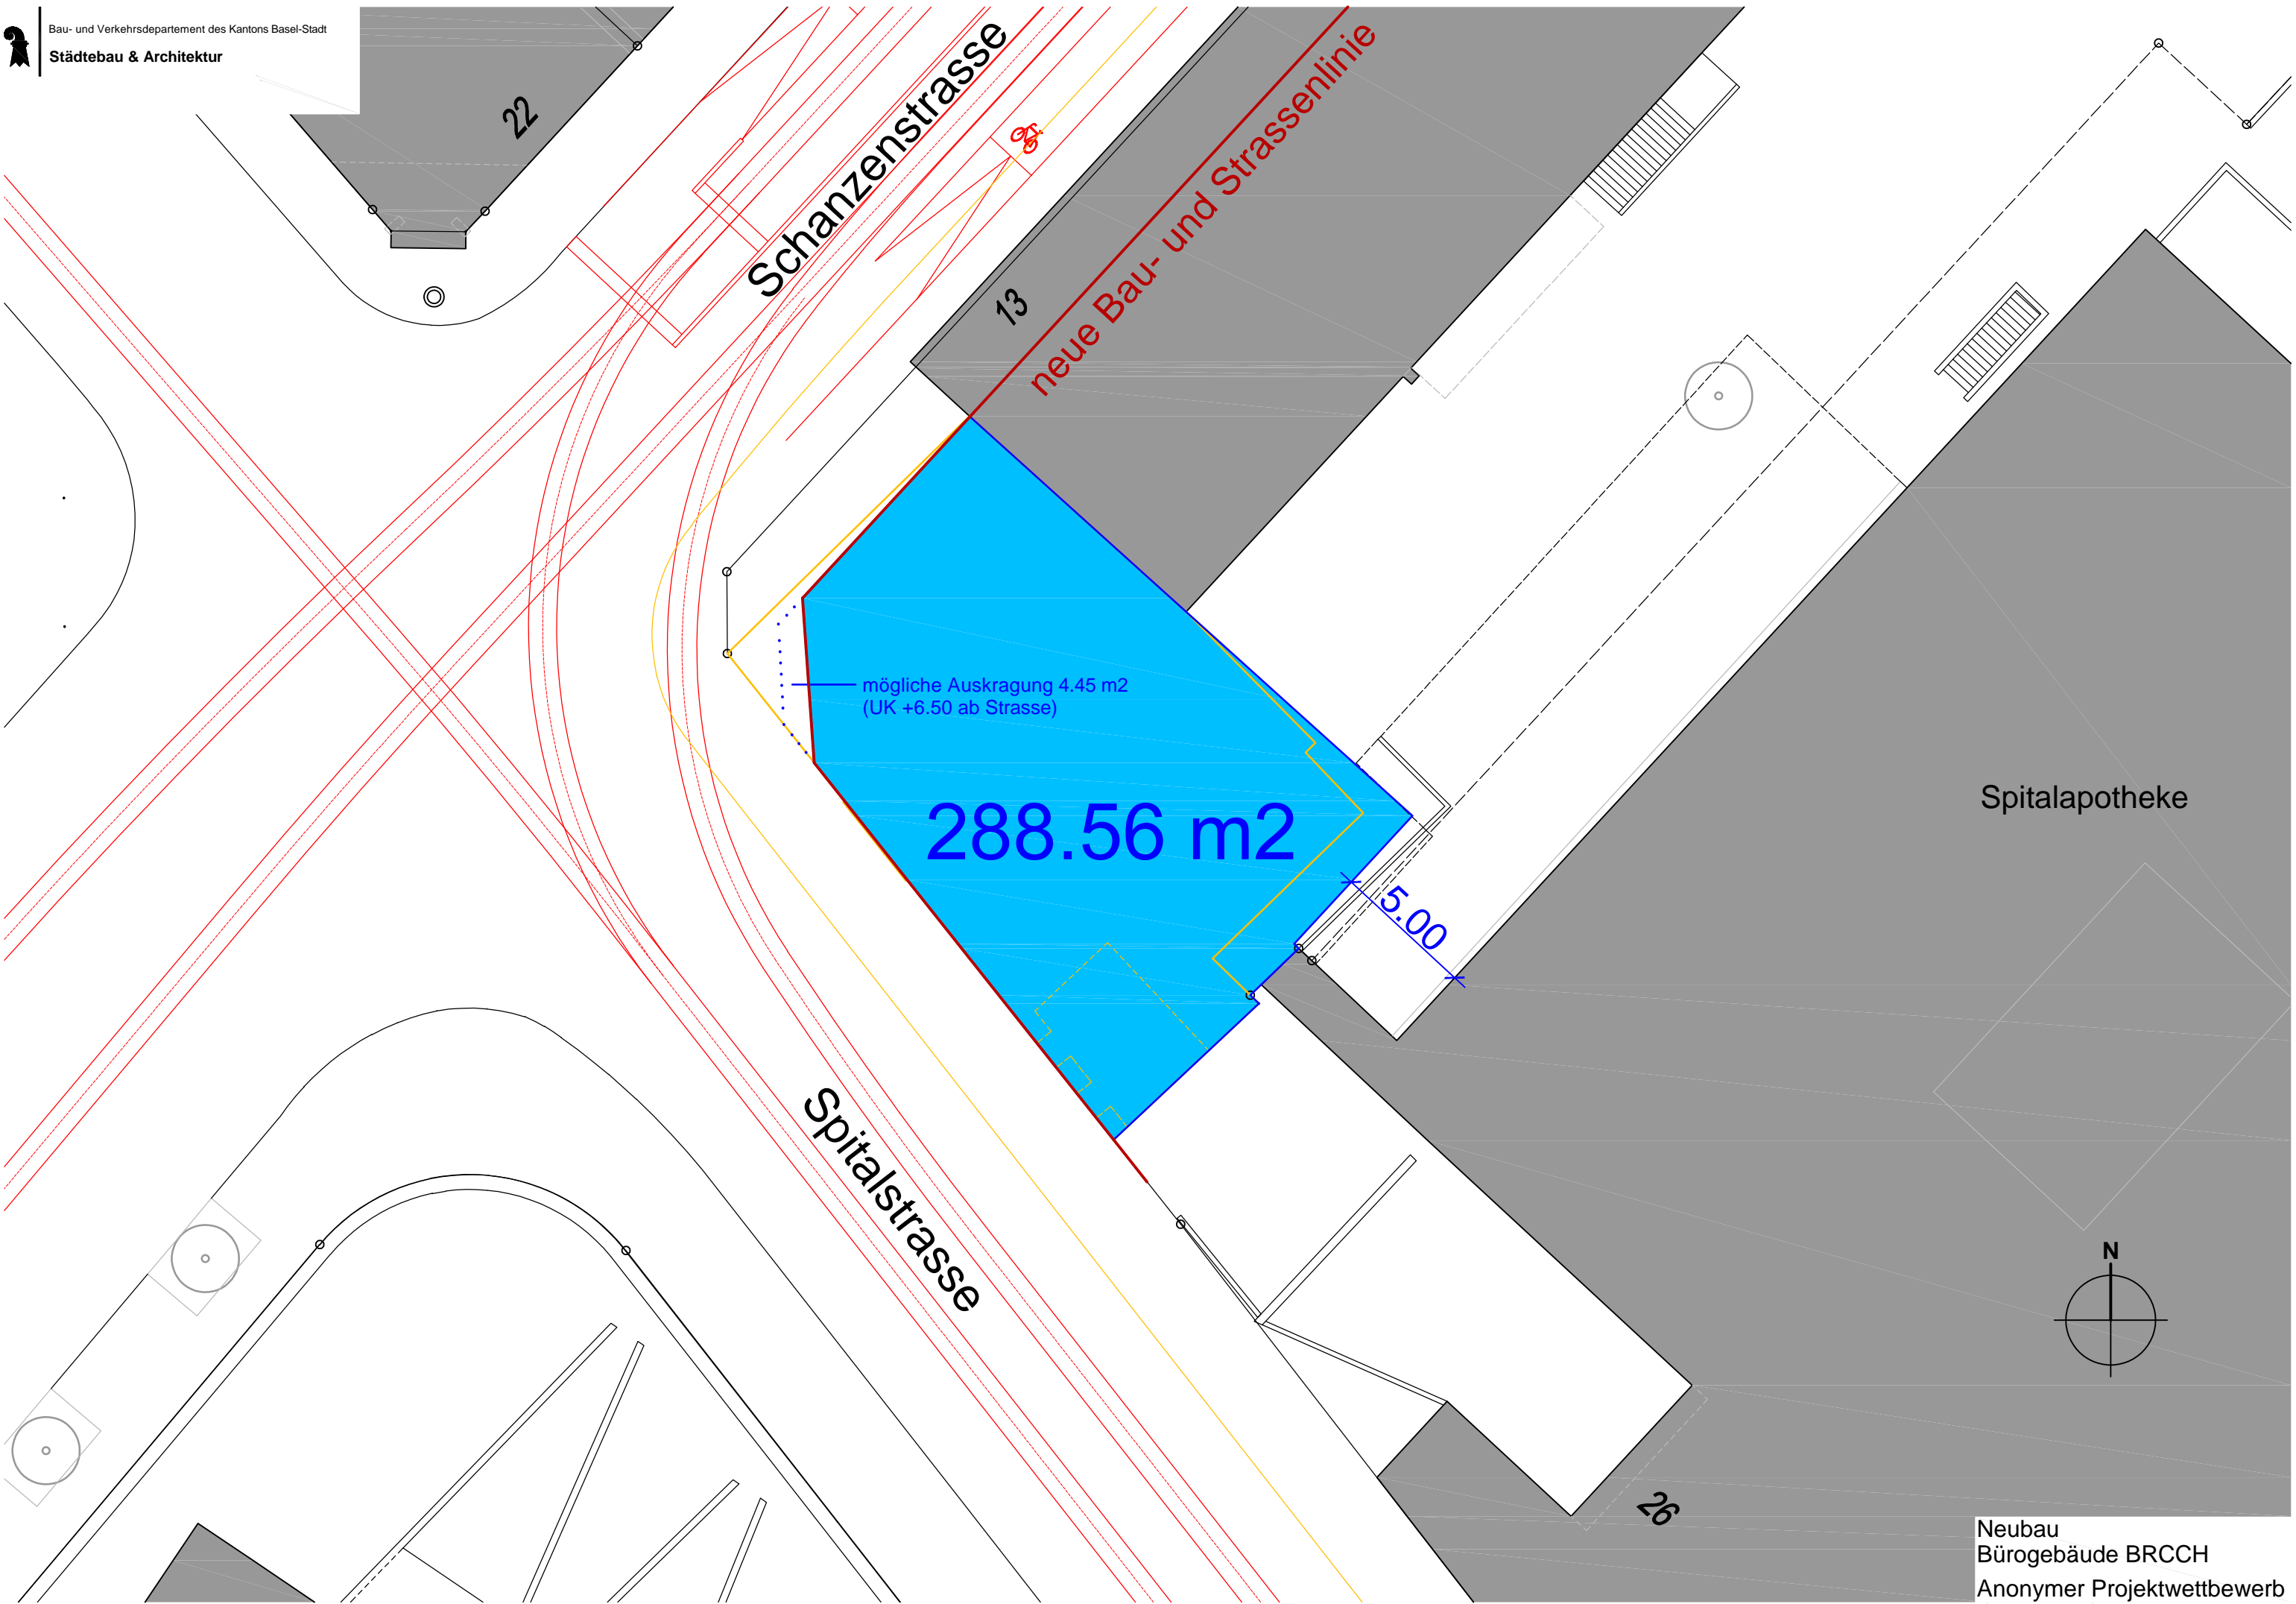 Bau- und Verkehrsdepartement des Kantons Basel-Stadt
Städtebau & Architektur
22
Schanzenstrasse
13
neue Bau- und Strassenlinie
mögliche Auskragung 4.45 m2
(UK +6.50 ab Strasse)
288.56 m2
5.00
Spitalapotheke
Spitalstrasse
N
26
Neubau
Bürogebäude BRCCH
Anonymer Projektwettbewerb